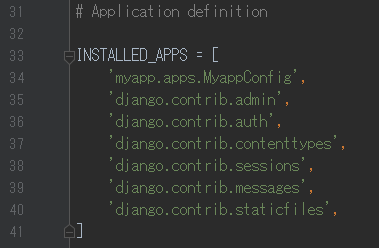 31 # Application definition
32
33 INSTALLED_APPS = [
34     'myapp.apps.MyappConfig',
35     'django.contrib.admin',
36     'django.contrib.auth',
37     'django.contrib.contenttypes',
38     'django.contrib.sessions',
39     'django.contrib.messages',
40     'django.contrib.staticfiles',
41 ]